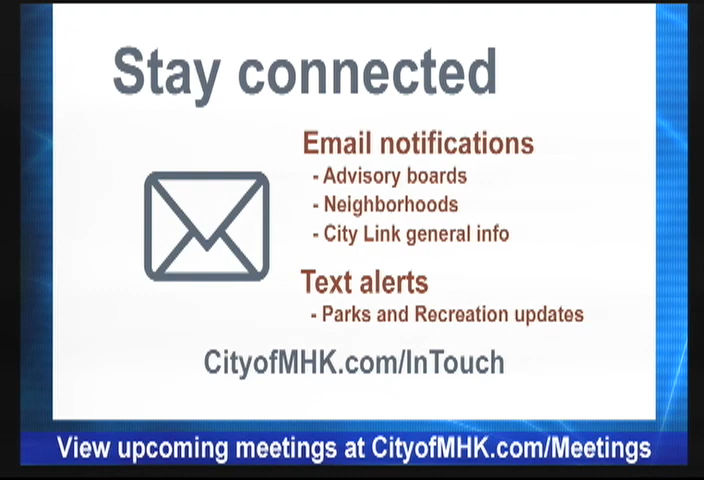 Stay connected
Email notifications
- Advisory boards
- Neighborhoods
- City Link general info
Text alerts
- Parks and Recreation updates
CityofMHK.com/InTouch
View upcoming meetings at CityofMHK.com/Meetings